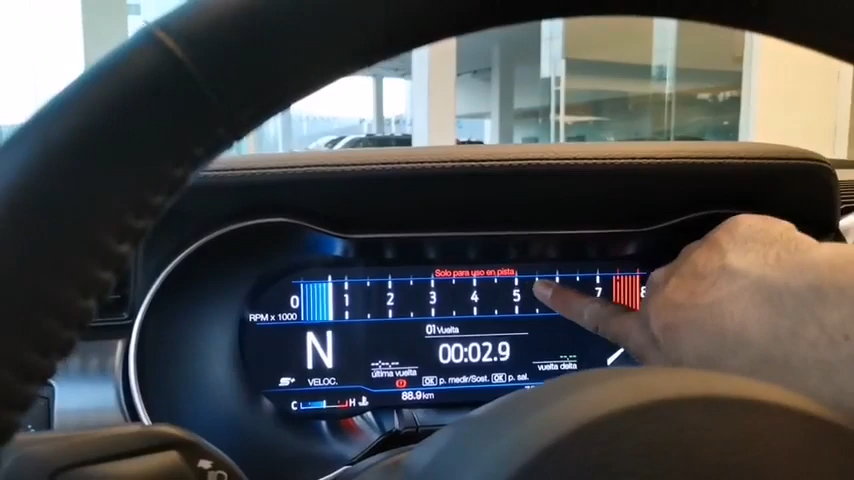 Solo para uso en pista
0 1 2 3 4 5 7 8
RPM x 1000
01 Vuelta
00:02.9
N
--:--.-
última vuelta
--:--.-
vuelta delta
VELOC
OK p. medir/Sost. OK p. sal.
C H
88.9 km